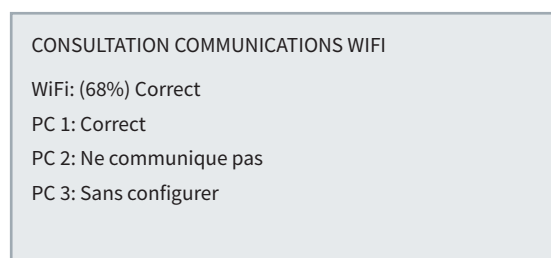 CONSULTATION COMMUNICATIONS WIFI
WiFi: (68%) Correct
PC 1: Correct
PC 2: Ne communique pas
PC 3: Sans configurer